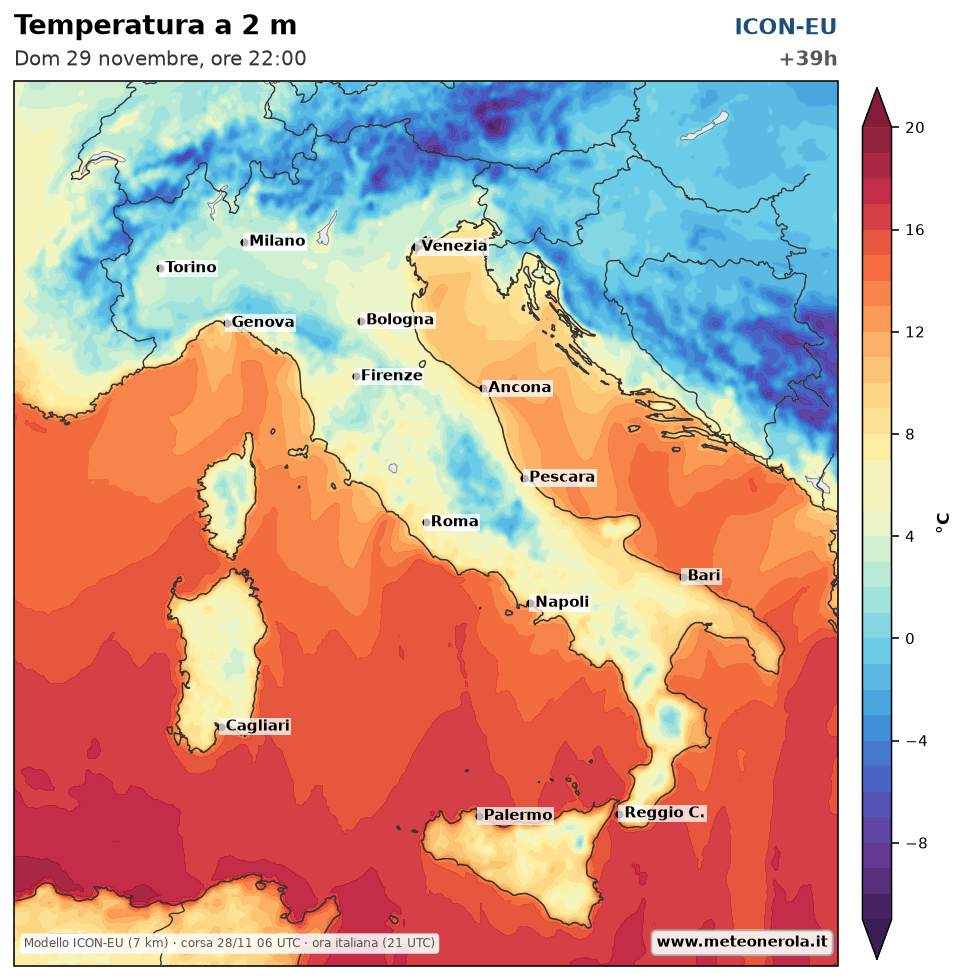 Temperatura a 2 m
ICON-EU
Dom 29 novembre, ore 22:00
+39h
20
16
12
8
4
0
−4
−8
°C
Milano
Venezia
Torino
Genova
Bologna
Firenze
Ancona
Pescara
Roma
Bari
Napoli
Cagliari
Palermo
Reggio C.
Modello ICON-EU (7 km) · corsa 28/11 06 UTC · ora italiana (21 UTC)
www.meteonerola.it